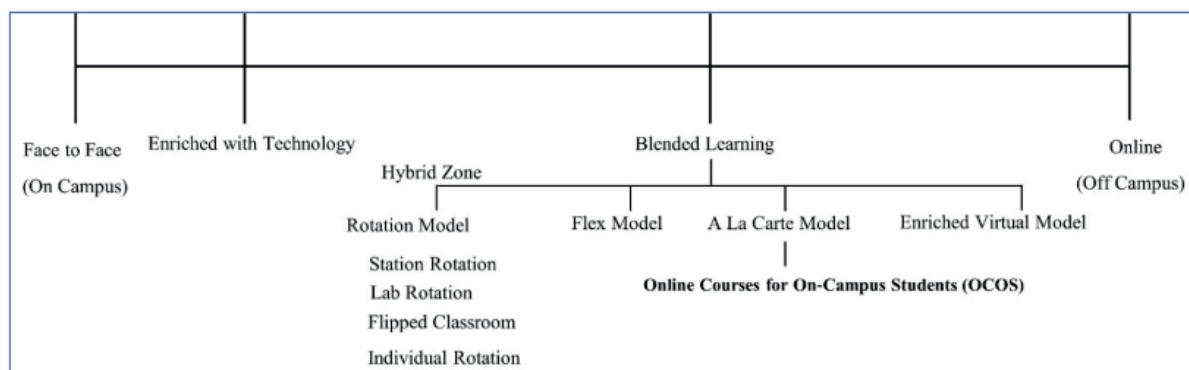 Face to Face
(On Campus)
Enriched with Technology
Blended Learning
Online
(Off Campus)
Hybrid Zone
Rotation Model
Flex Model
A La Carte Model
Enriched Virtual Model
Station Rotation
Lab Rotation
Flipped Classroom
Individual Rotation
Online Courses for On-Campus Students (OCOS)